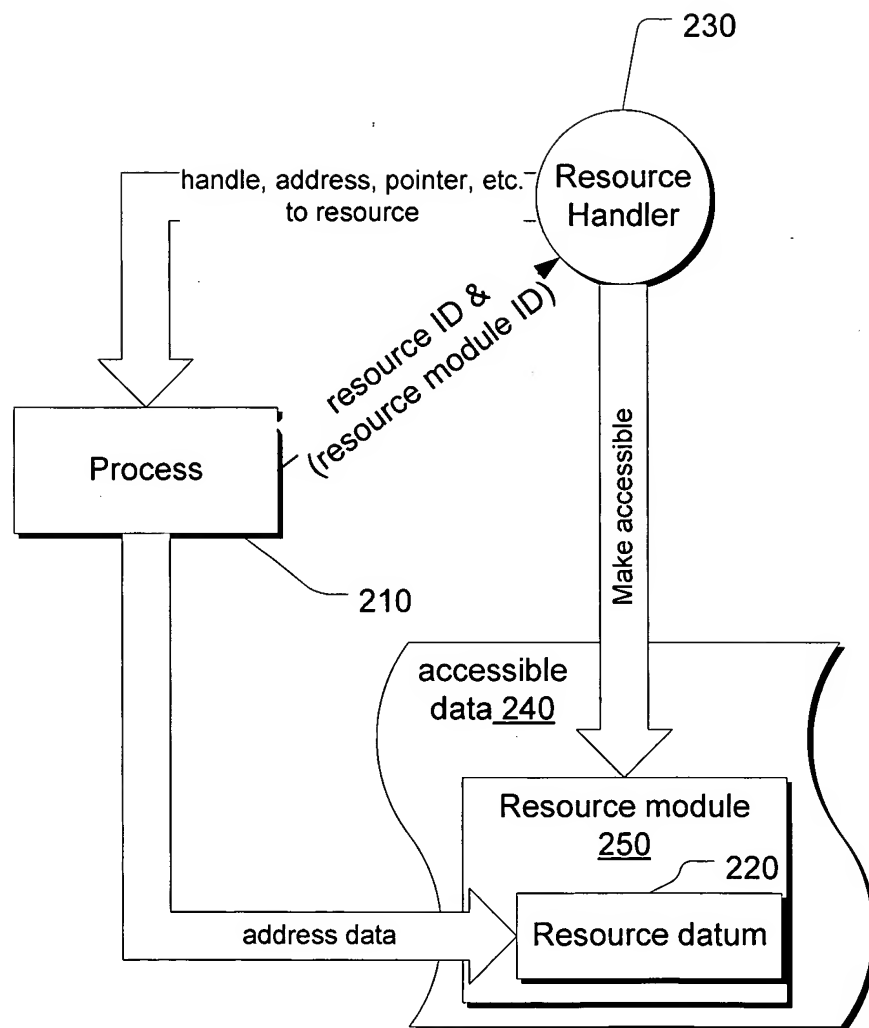 230
handle, address, pointer, etc.
to resource
Resource
Handler
resource ID &
(resource module ID)
Process
210
Make accessible
accessible
data 240
Resource module
250
220
Resource datum
address data